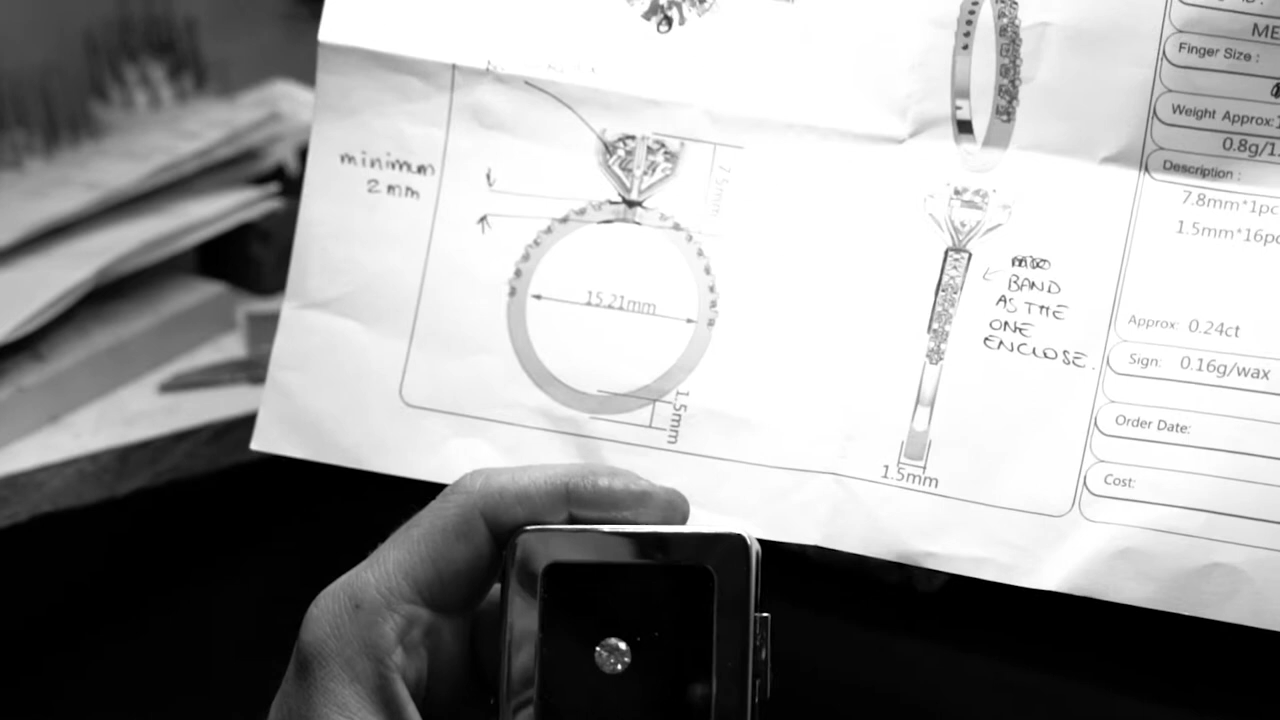 minimum
2mm
7.5mm
15.21mm
1.5mm
BAND
AS THE
ONE
ENCLOSE.
1.5mm
ME
Finger Size :
Weight Approx:
0.8g/1.
Description :
7.8mm*1pc
1.5mm*16pc
Approx: 0.24ct
Sign: 0.16g/wax
Order Date:
Cost: